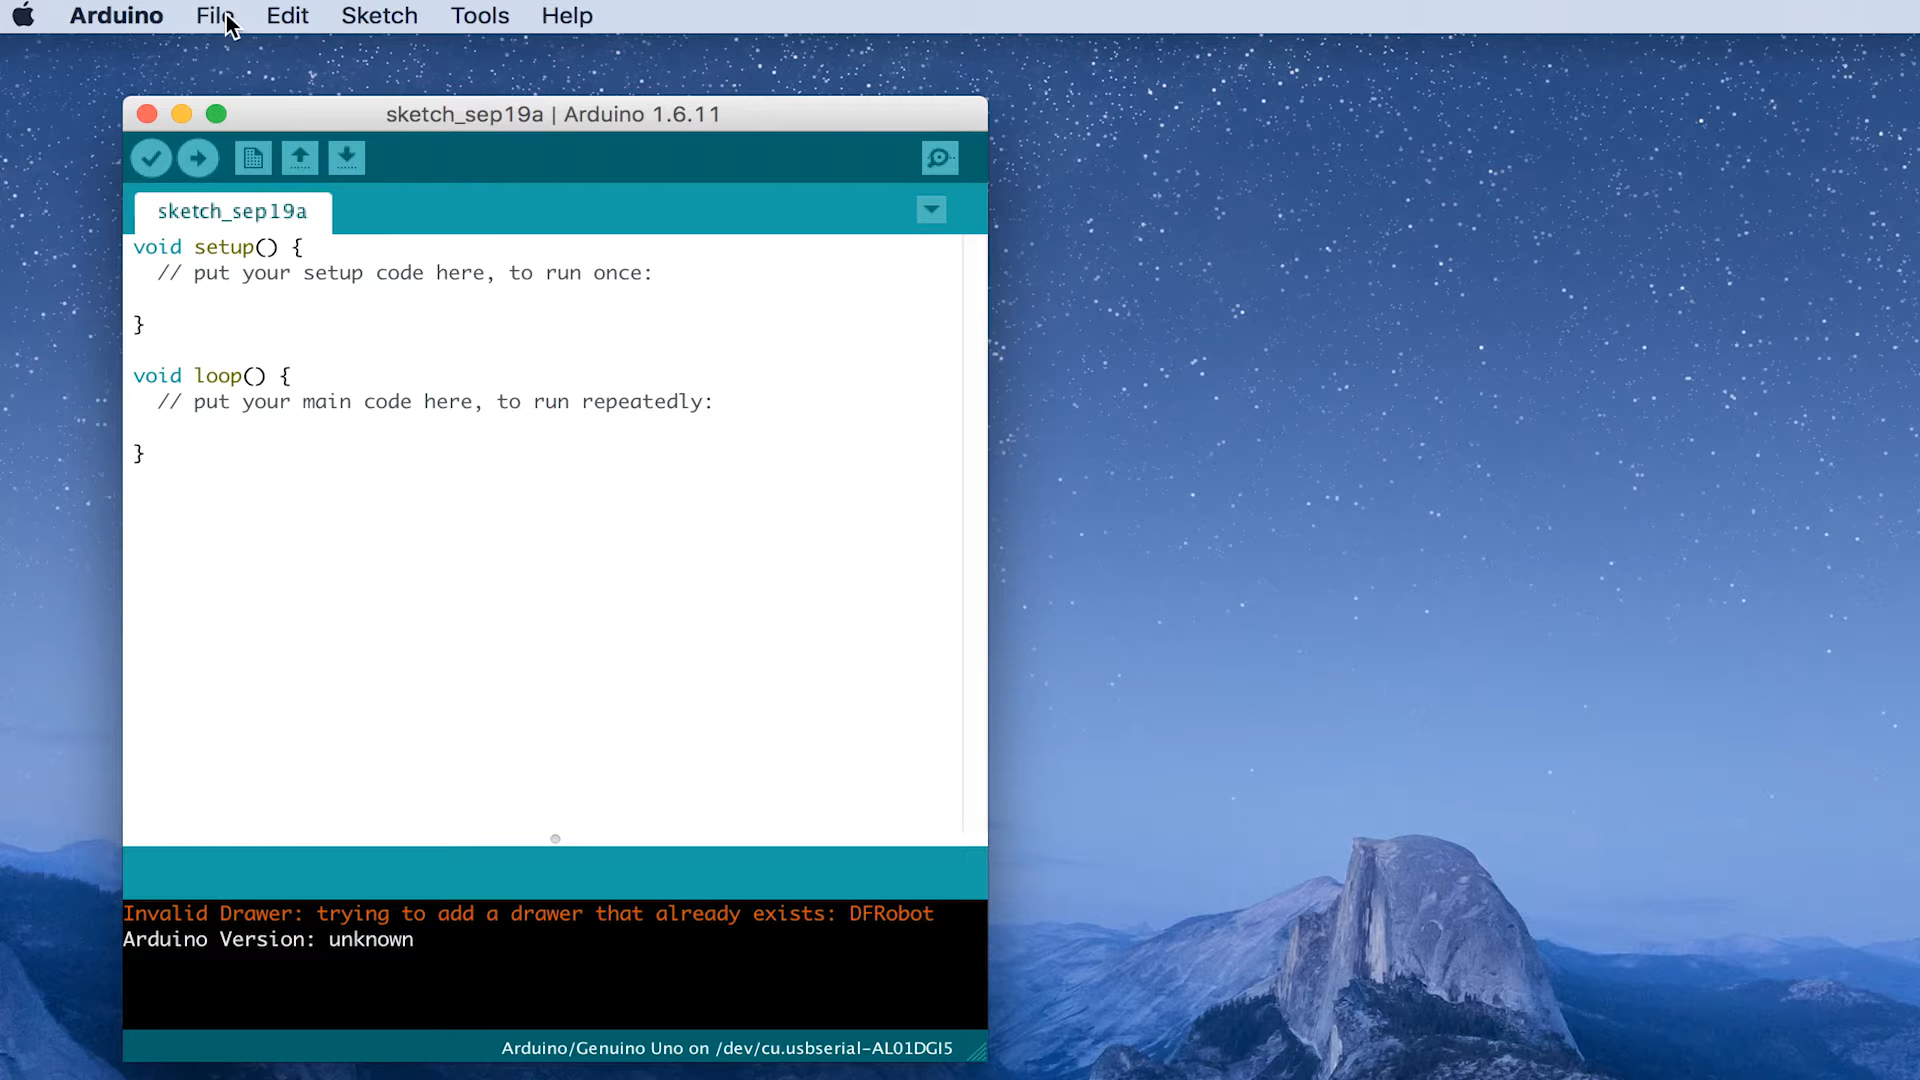 Arduino File Edit Sketch Tools Help
sketch_sep19a | Arduino 1.6.11
sketch_sep19a
void setup() {
// put your setup code here, to run once:
}
void loop() {
// put your main code here, to run repeatedly:
}
Invalid Drawer: trying to add a drawer that already exists: DFRobot
Arduino Version: unknown
Arduino/Genuino Uno on /dev/cu.usbserial-AL01DGI5